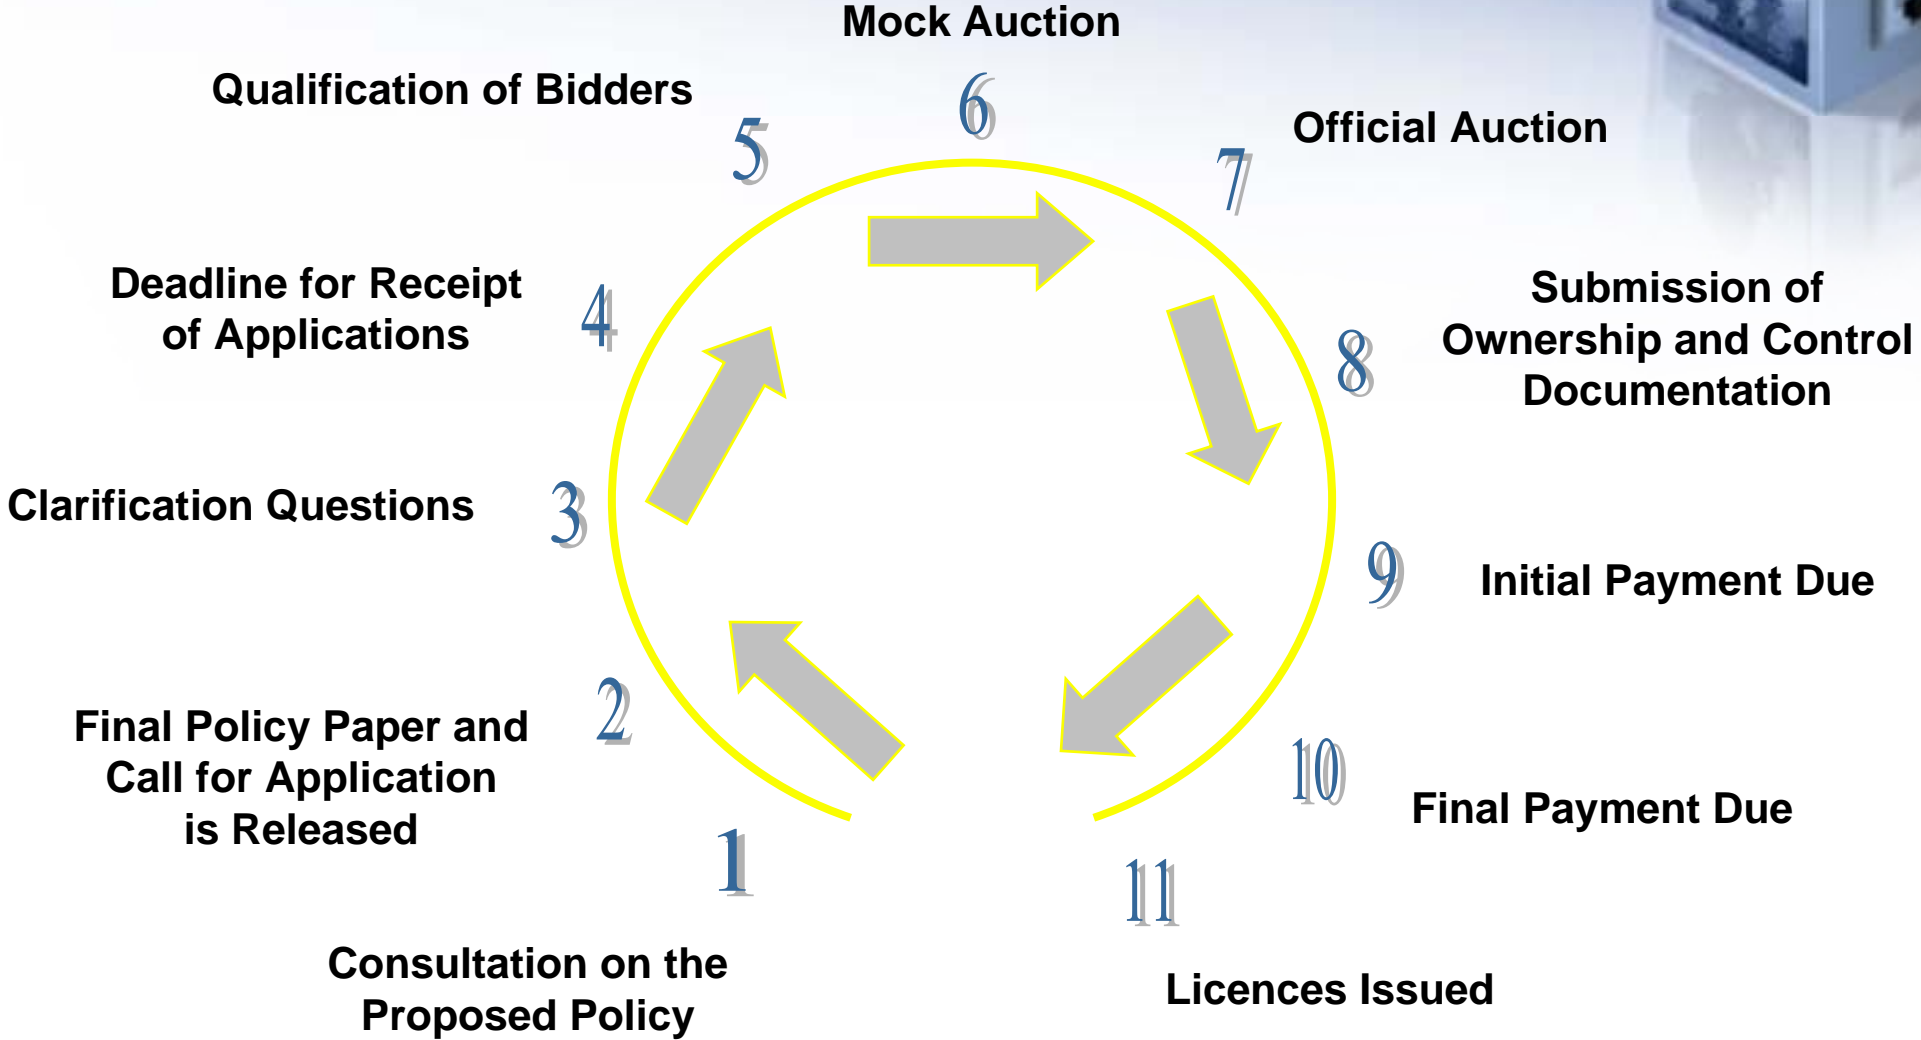 1
Consultation on the
Proposed Policy
2
Final Policy Paper and
Call for Application
is Released
3
Clarification Questions
4
Deadline for Receipt
of Applications
5
Qualification of Bidders
6
Mock Auction
7
Official Auction
8
Submission of
Ownership and Control
Documentation
9
Initial Payment Due
10
Final Payment Due
11
Licences Issued